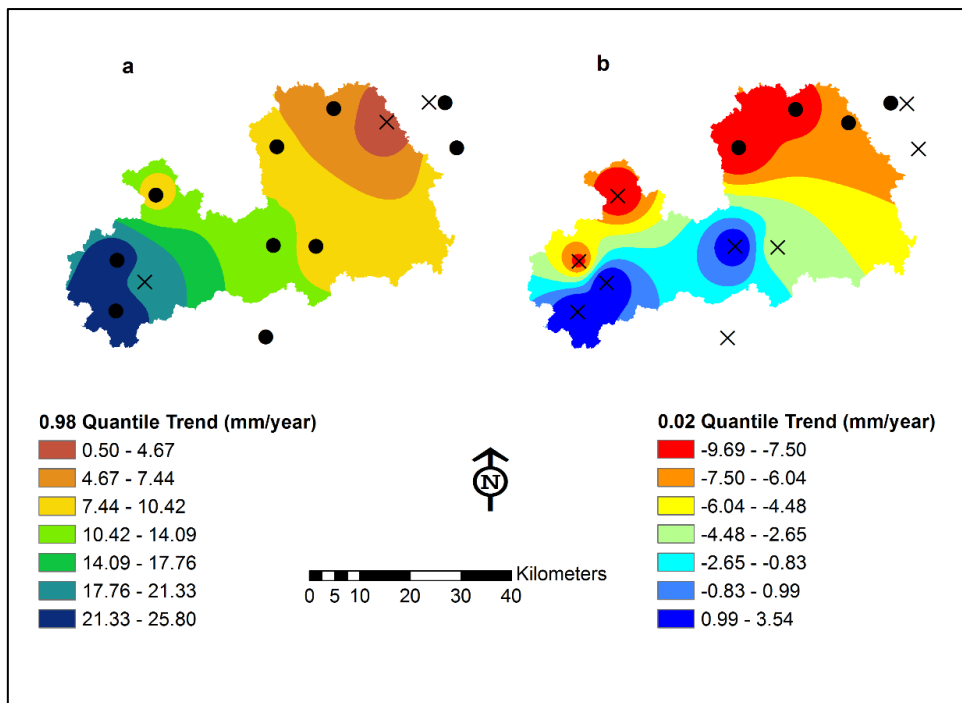 a
b
0.98 Quantile Trend (mm/year)
0.50 - 4.67
4.67 - 7.44
7.44 - 10.42
10.42 - 14.09
14.09 - 17.76
17.76 - 21.33
21.33 - 25.80
N
Kilometers
0 5 10 20 30 40
0.02 Quantile Trend (mm/year)
-9.69 - -7.50
-7.50 - -6.04
-6.04 - -4.48
-4.48 - -2.65
-2.65 - -0.83
-0.83 - 0.99
0.99 - 3.54